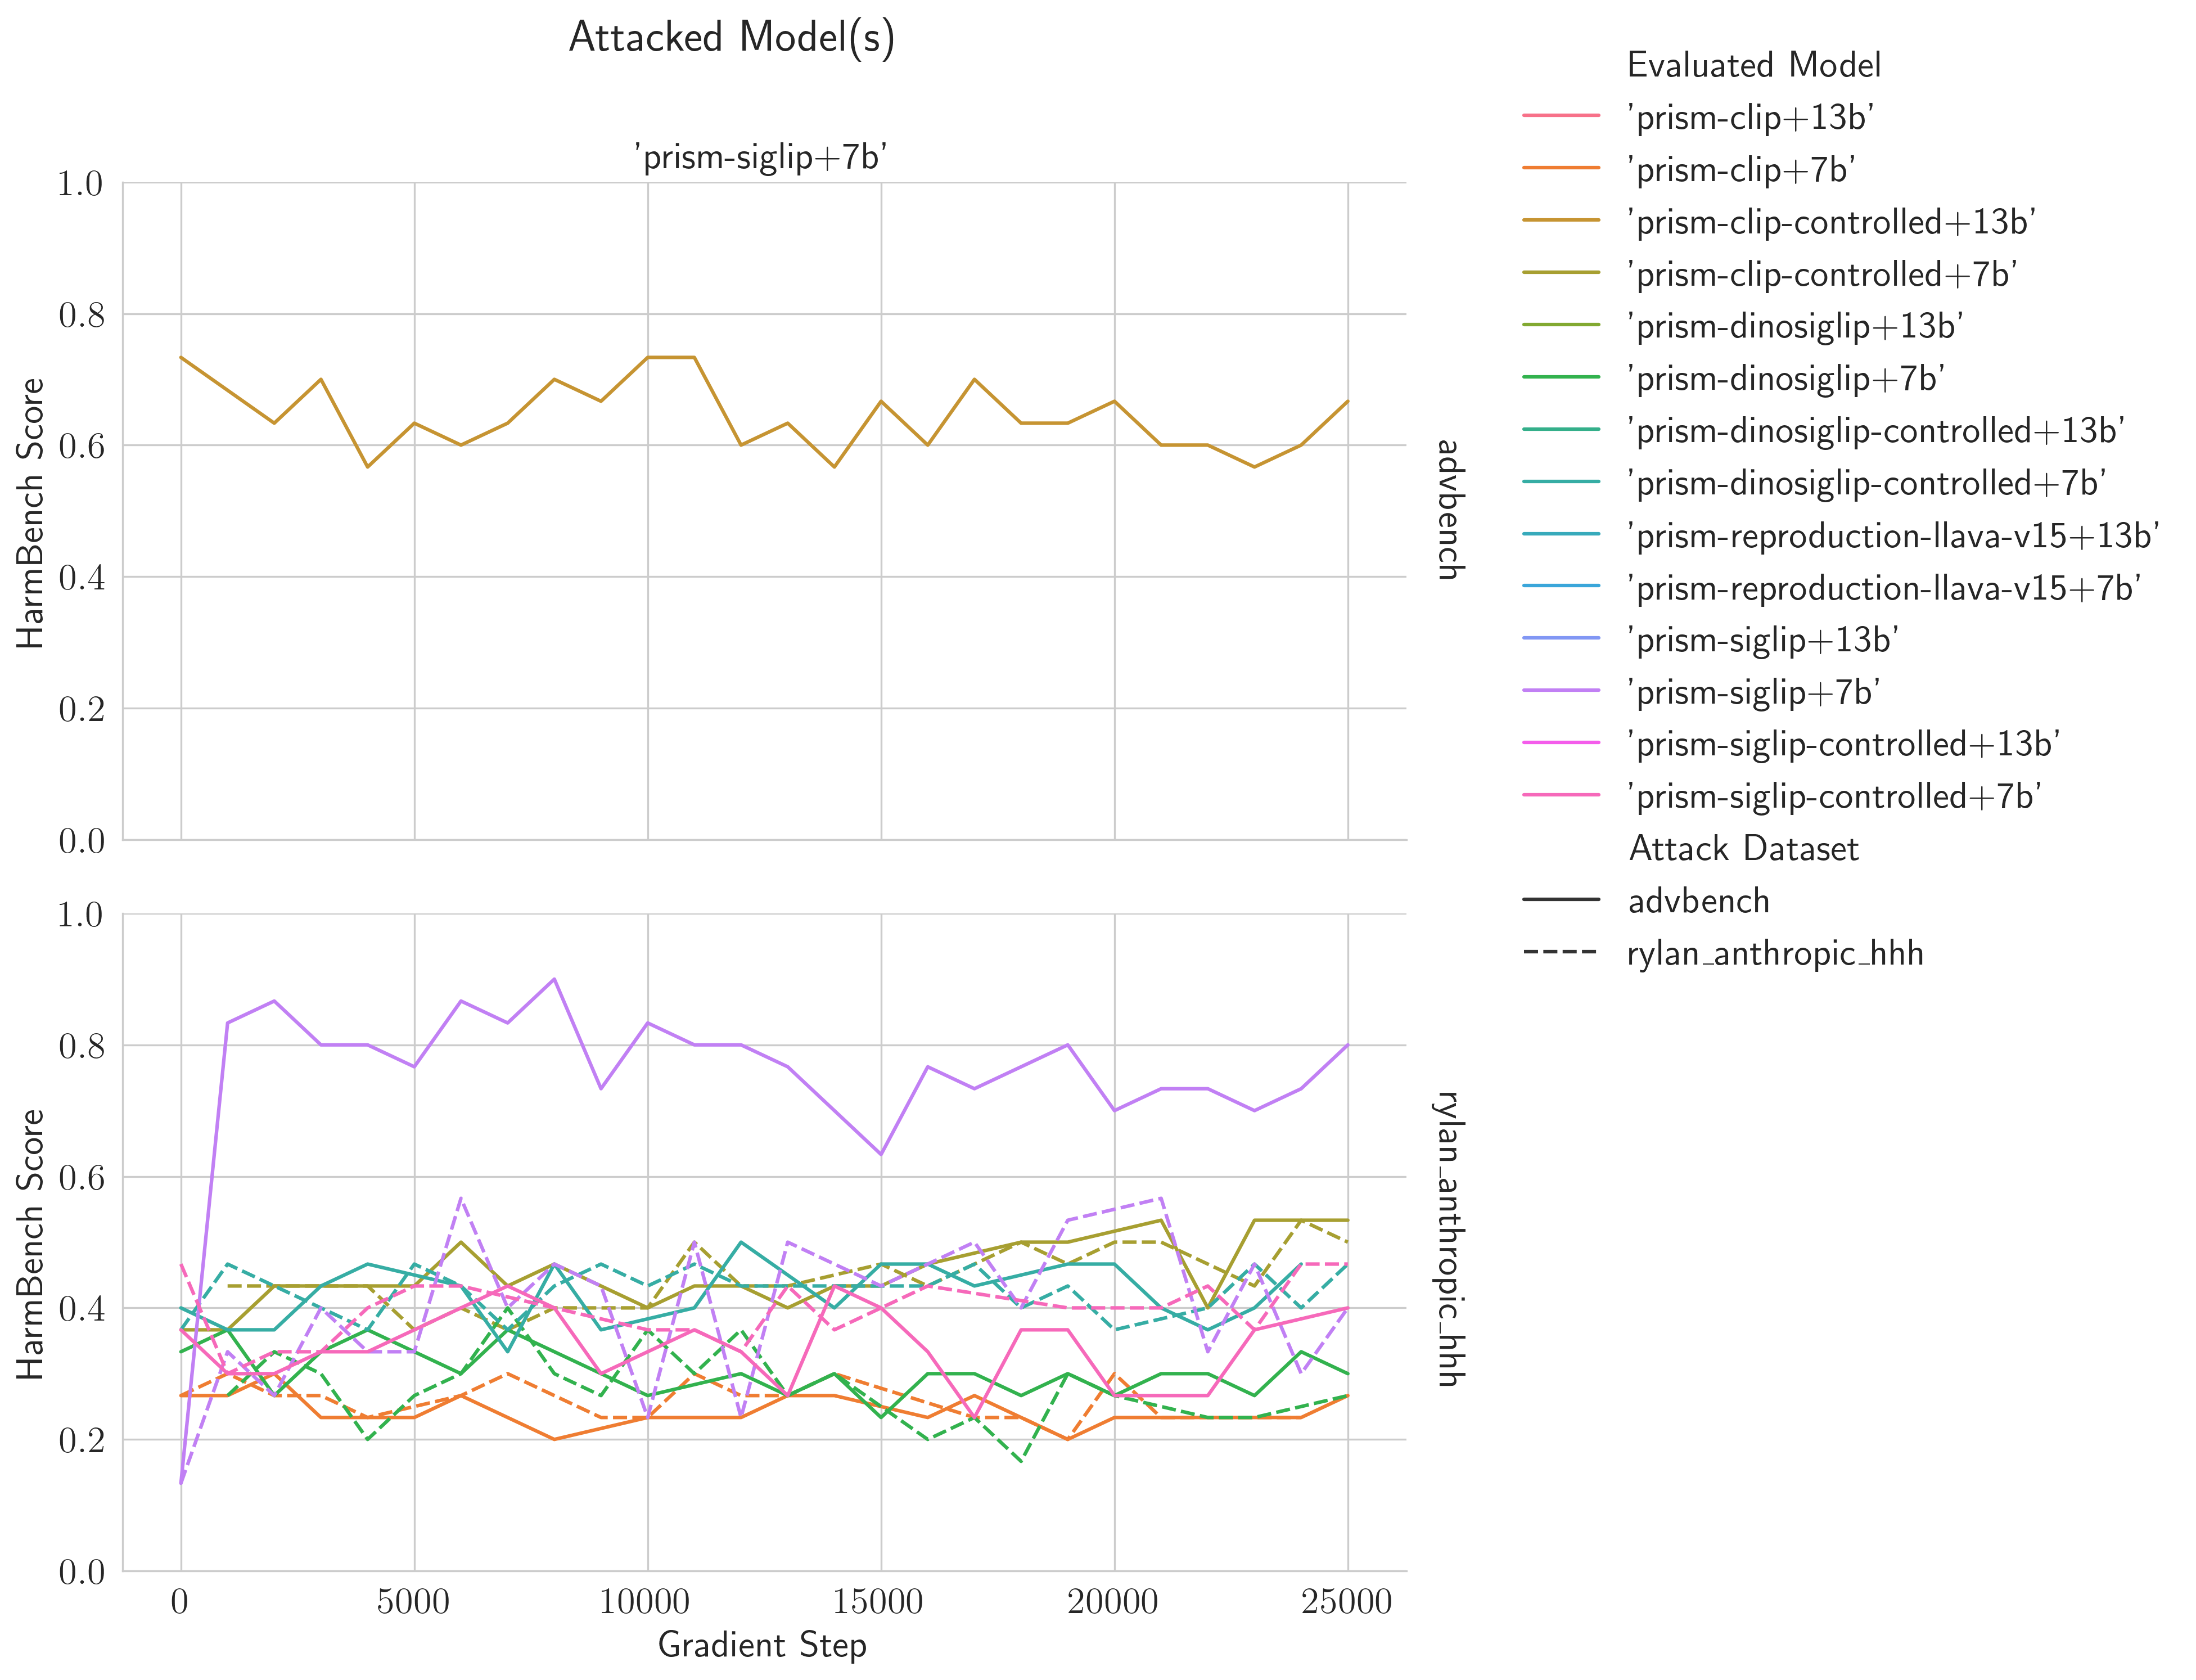 Attacked Model(s)
'prism-siglip+7b'
1.0
0.8
0.6
0.4
0.2
0.0
HarmBench Score
advbench
1.0
0.8
0.6
0.4
0.2
0.0
HarmBench Score
rylan_anthropic_hhh
0 5000 10000 15000 20000 25000
Gradient Step
Evaluated Model
'prism-clip+13b'
'prism-clip+7b'
'prism-clip-controlled+13b'
'prism-clip-controlled+7b'
'prism-dinosiglip+13b'
'prism-dinosiglip+7b'
'prism-dinosiglip-controlled+13b'
'prism-dinosiglip-controlled+7b'
'prism-reproduction-llava-v15+13b'
'prism-reproduction-llava-v15+7b'
'prism-siglip+13b'
'prism-siglip+7b'
'prism-siglip-controlled+13b'
'prism-siglip-controlled+7b'
Attack Dataset
advbench
rylan_anthropic_hhh